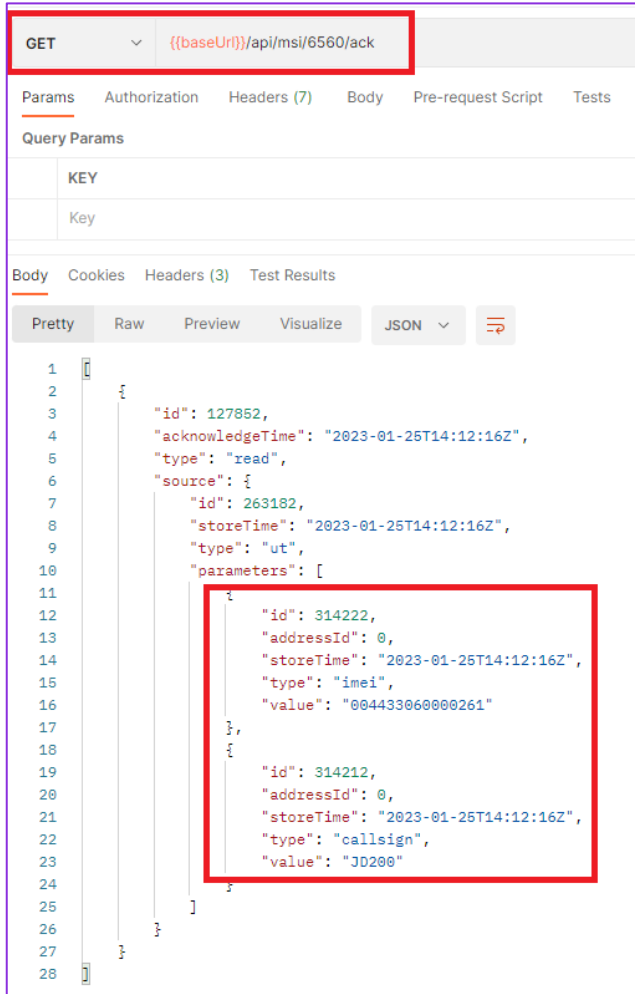 GET {{baseUrl}}/api/msi/6560/ack
Params Authorization Headers (7) Body Pre-request Script Tests
Query Params
KEY
Key
Body Cookies Headers (3) Test Results
Pretty Raw Preview Visualize JSON
1 [
2 {
3 "id": 127852,
4 "acknowledgeTime": "2023-01-25T14:12:16Z",
5 "type": "read",
6 "source": {
7 "id": 263182,
8 "storeTime": "2023-01-25T14:12:16Z",
9 "type": "ut",
10 "parameters": [
11 {
12 "id": 314222,
13 "addressId": 0,
14 "storeTime": "2023-01-25T14:12:16Z",
15 "type": "imei",
16 "value": "004433060000261"
17 },
18 {
19 "id": 314212,
20 "addressId": 0,
21 "storeTime": "2023-01-25T14:12:16Z",
22 "type": "callsign",
23 "value": "JD200"
24 }
25 ]
26 }
27 }
28 ]